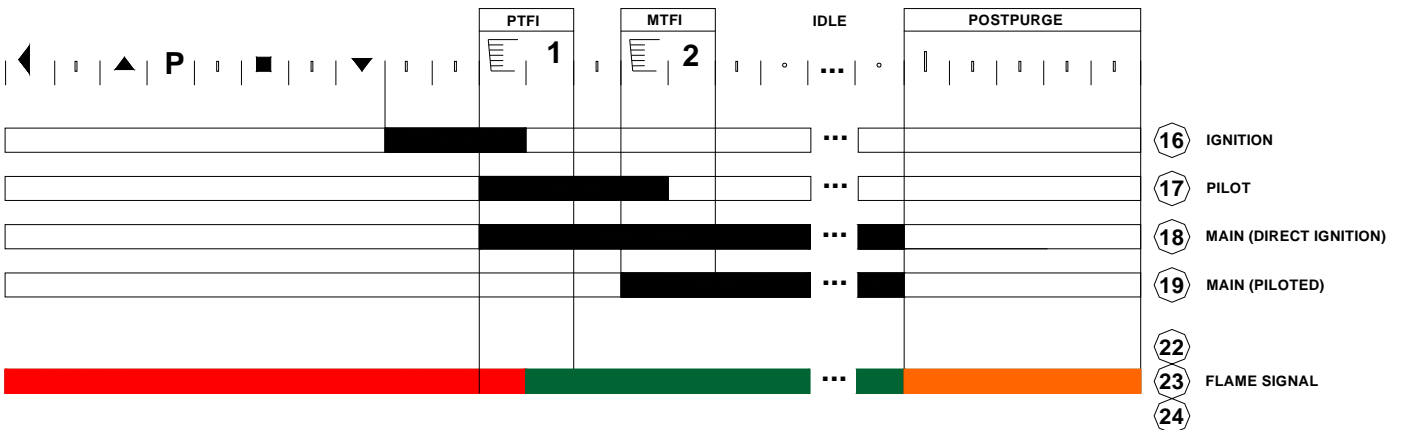 PTFI MTFI IDLE POSTPURGE
P 1 2 ...
... 16 IGNITION
... 17 PILOT
... 18 MAIN (DIRECT IGNITION)
... 19 MAIN (PILOTED)
22
... 23 FLAME SIGNAL
24